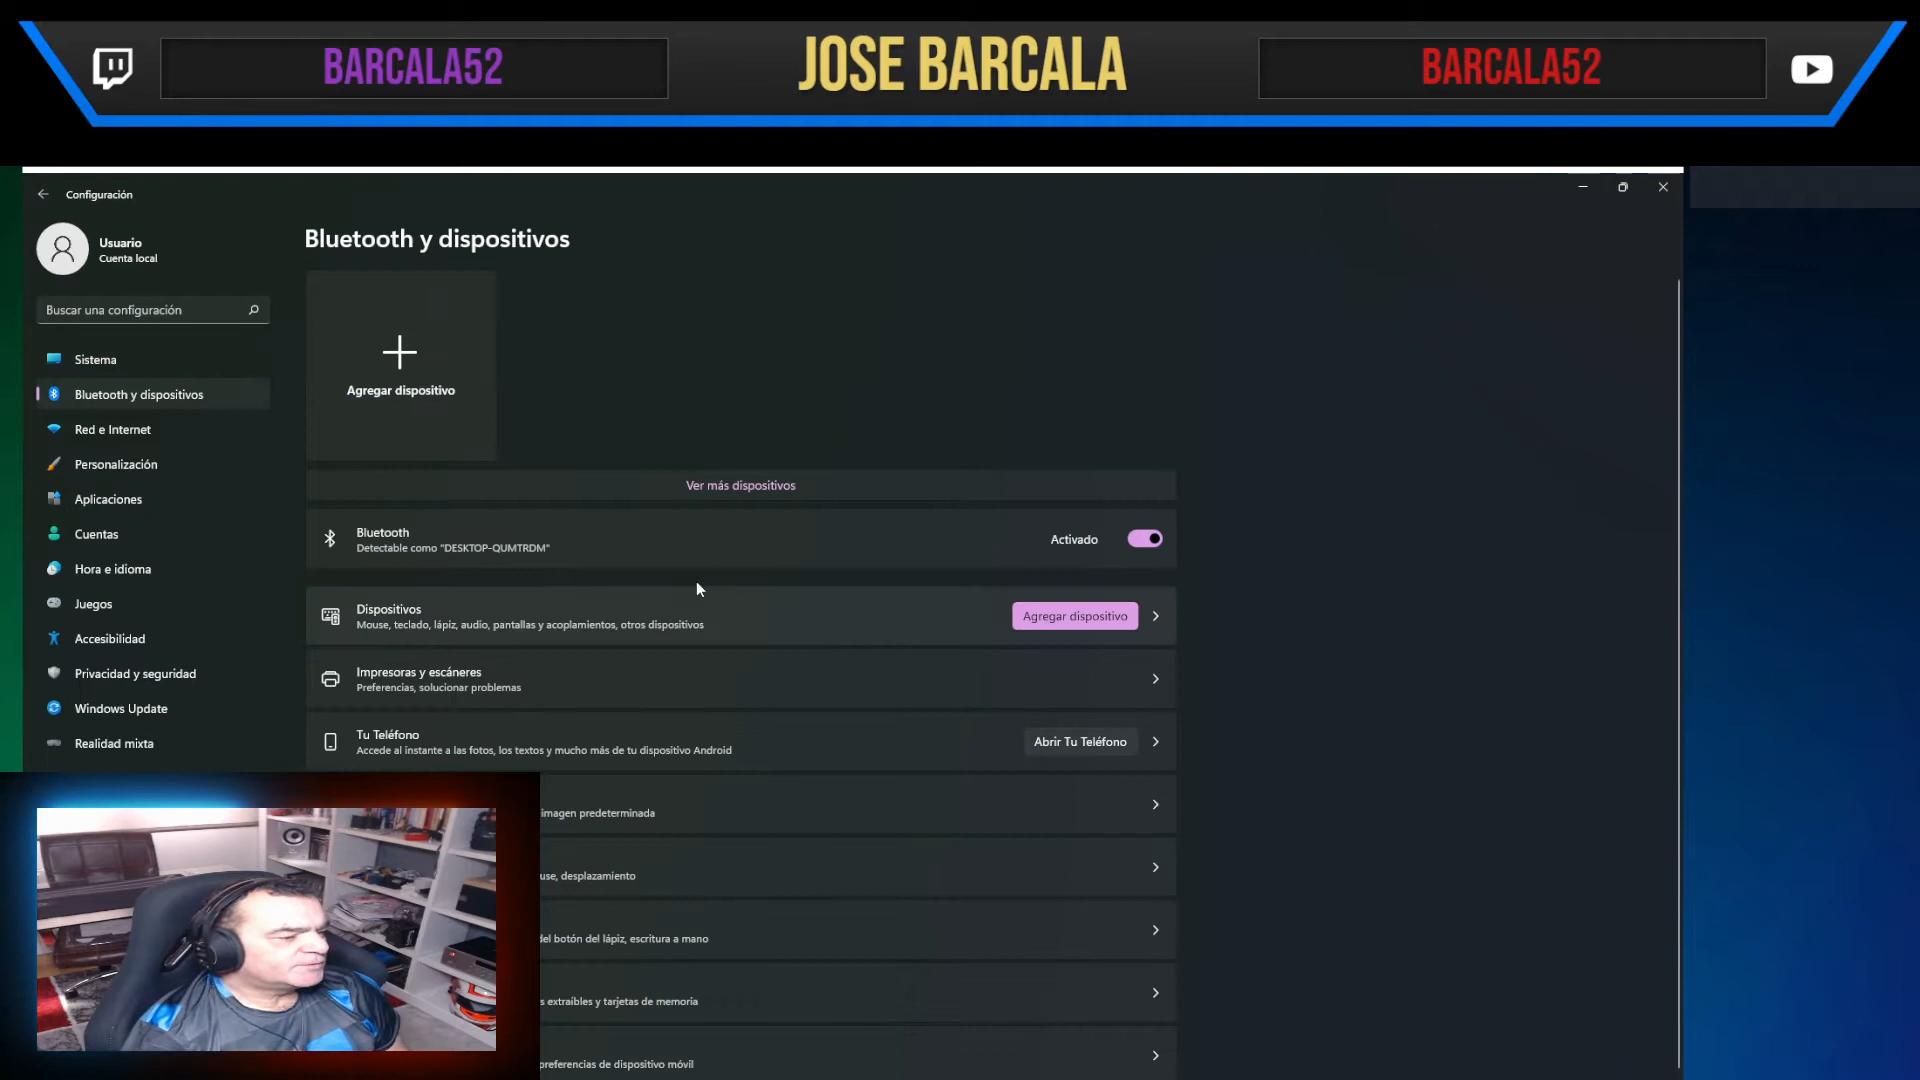 BARCALA52
JOSE BARCALA
BARCALA52
Configuración
Usuario
Cuenta local
Buscar una configuración
Sistema
Bluetooth y dispositivos
Red e Internet
Personalización
Aplicaciones
Cuentas
Hora e idioma
Juegos
Accesibilidad
Privacidad y seguridad
Windows Update
Realidad mixta
Bluetooth y dispositivos
Agregar dispositivo
Ver más dispositivos
Bluetooth
Detectable como "DESKTOP-QUMTRDM"
Activado
Dispositivos
Mouse, teclado, lápiz, audio, pantallas y acoplamientos, otros dispositivos
Agregar dispositivo
Impresoras y escáneres
Preferencias, solucionar problemas
Tu Teléfono
Accede al instante a las fotos, los textos y mucho más de tu dispositivo Android
Abrir Tu Teléfono
imagen predeterminada
use, desplazamiento
del botón del lápiz, escritura a mano
s extraíbles y tarjetas de memoria
preferencias de dispositivo móvil